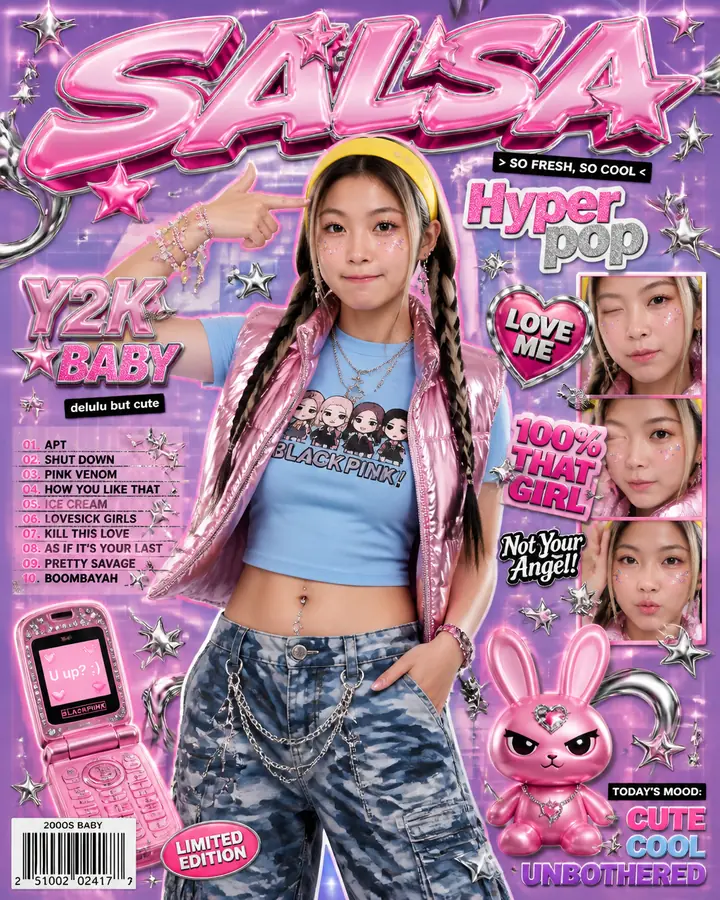 SALSA
> SO FRESH, SO COOL <
Hyper
pop
Y2K
BABY
delulu but cute
LOVE
ME
01. APT
02. SHUT DOWN
03. PINK VENOM
04. HOW YOU LIKE THAT
05. ICE CREAM
06. LOVESICK GIRLS
07. KILL THIS LOVE
08. AS IF IT'S YOUR LAST
09. PRETTY SAVAGE
10. BOOMBAYAH
BLACKPINK!
100%
THAT
GIRL
Not Your
Angel!
U up? :)
BLACKPINK
TODAY'S MOOD:
CUTE
COOL
UNBOTHERED
LIMITED
EDITION
2000S BABY
2 51002 02417 7